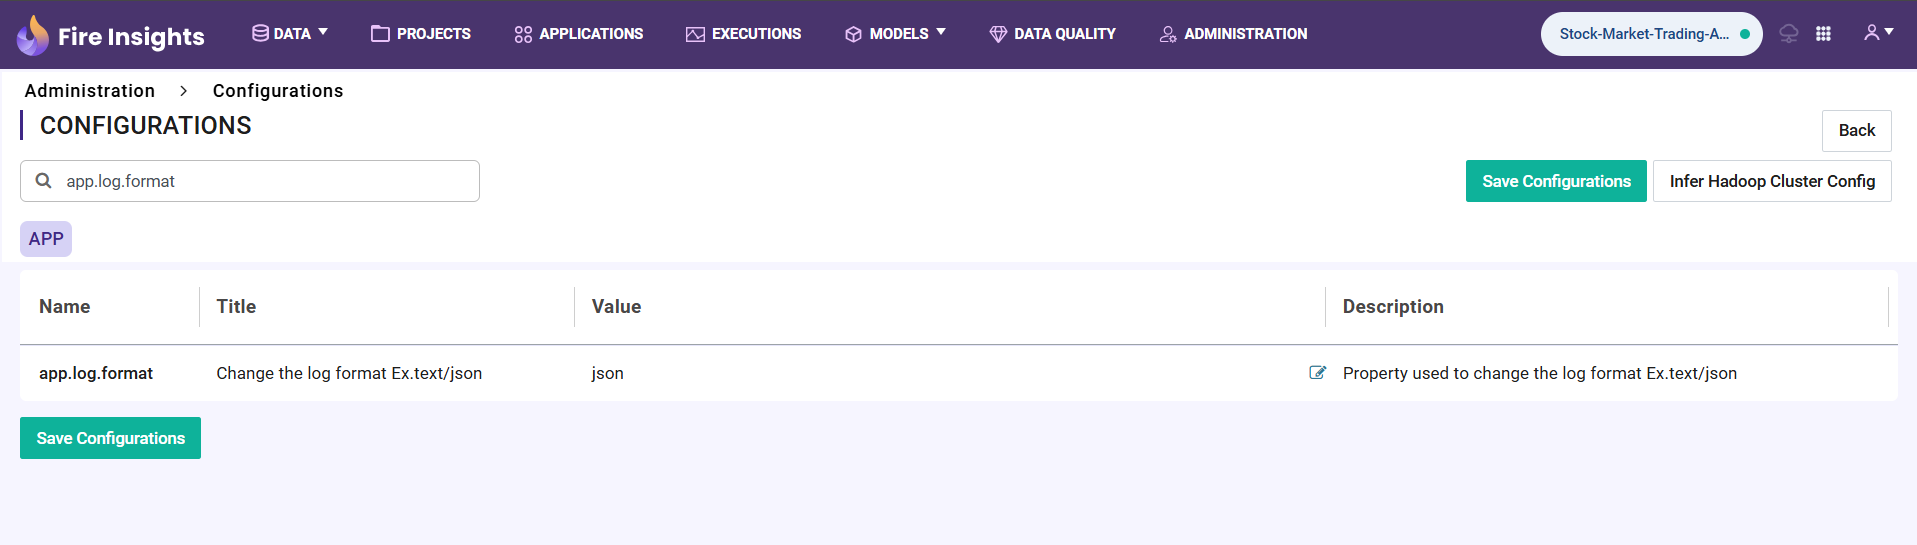 Fire Insights DATA PROJECTS APPLICATIONS EXECUTIONS MODELS DATA QUALITY ADMINISTRATION Stock-Market-Trading-A...
Administration > Configurations
CONFIGURATIONS
Back
app.log.format
Save Configurations Infer Hadoop Cluster Config
APP
Name Title Value Description
app.log.format Change the log format Ex.text/json json Property used to change the log format Ex.text/json
Save Configurations